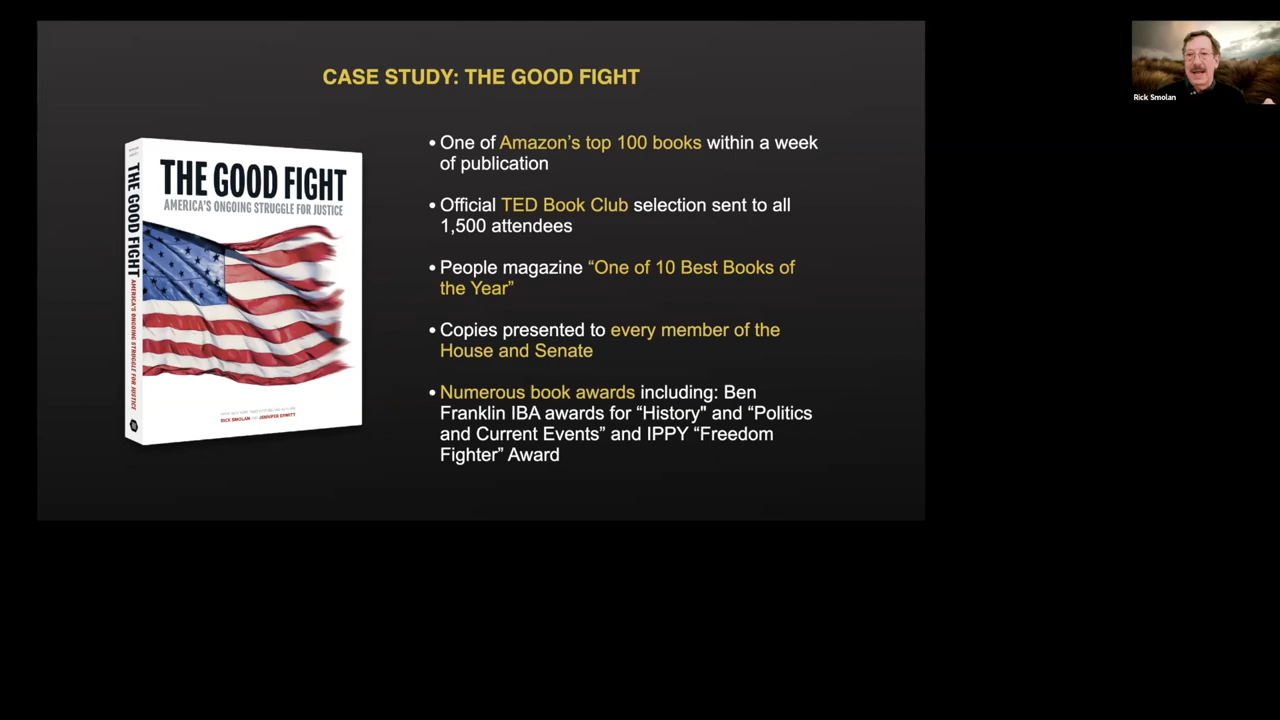 CASE STUDY: THE GOOD FIGHT
THE GOOD FIGHT
AMERICA'S ONGOING STRUGGLE FOR JUSTICE
THE GOOD FIGHT
AMERICA'S ONGOING STRUGGLE FOR JUSTICE
RICK SMOLAN AND JENNIFER ERWITT
• One of Amazon's top 100 books within a week
of publication
• Official TED Book Club selection sent to all
1,500 attendees
• People magazine “One of 10 Best Books of
the Year”
• Copies presented to every member of the
House and Senate
• Numerous book awards including: Ben
Franklin IBA awards for “History" and “Politics
and Current Events” and IPPY “Freedom
Fighter” Award
Rick Smolan